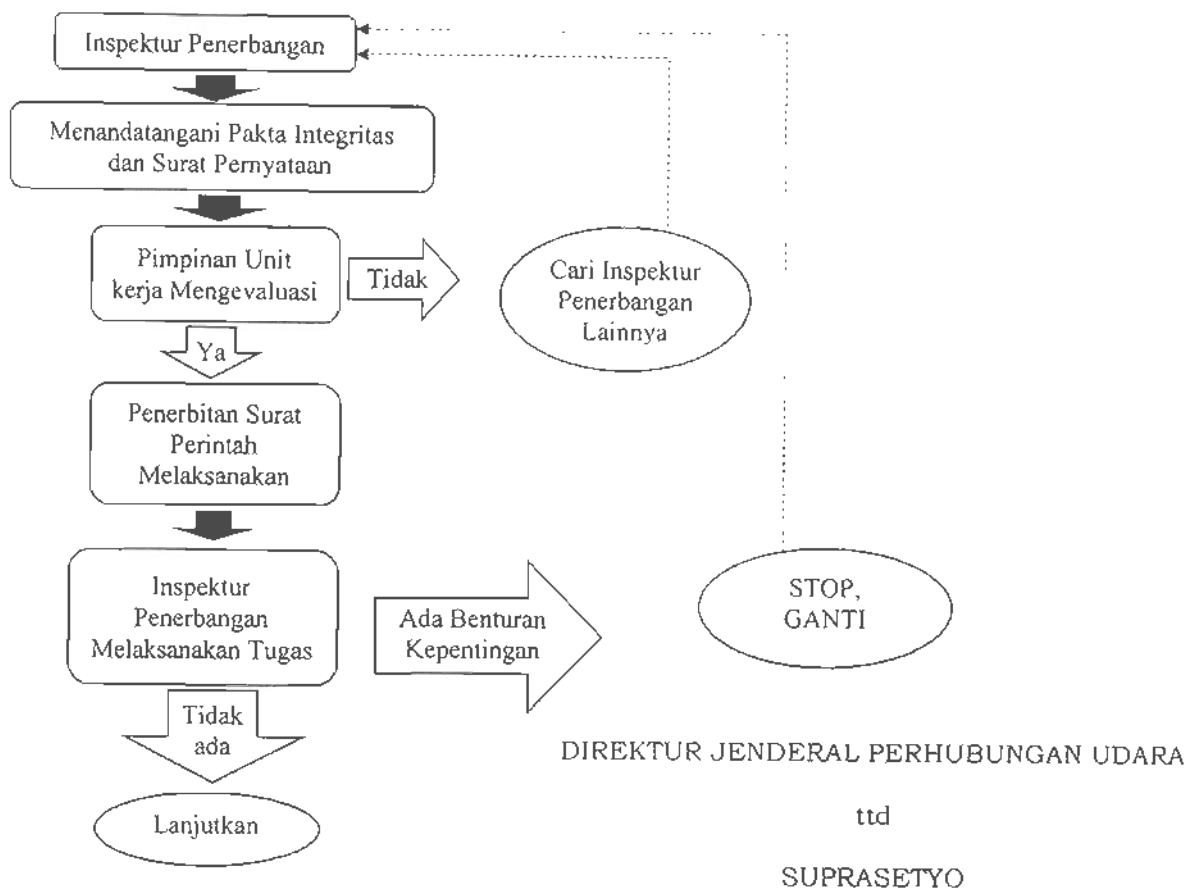 Inspektur Penerbangan
Menandatangani Pakta Integritas
dan Surat Pernyataan
Pimpinan Unit
kerja Mengevaluasi
Tidak
Cari Inspektur
Penerbangan
Lainnya
Ya
Penerbitan Surat
Perintah
Melaksanakan
Inspektur
Penerbangan
Melaksanakan Tugas
Ada Benturan
Kepentingan
STOP,
GANTI
Tidak
ada
Lanjutkan
DIREKTUR JENDERAL PERHUBUNGAN UDARA
ttd
SUPRASETYO